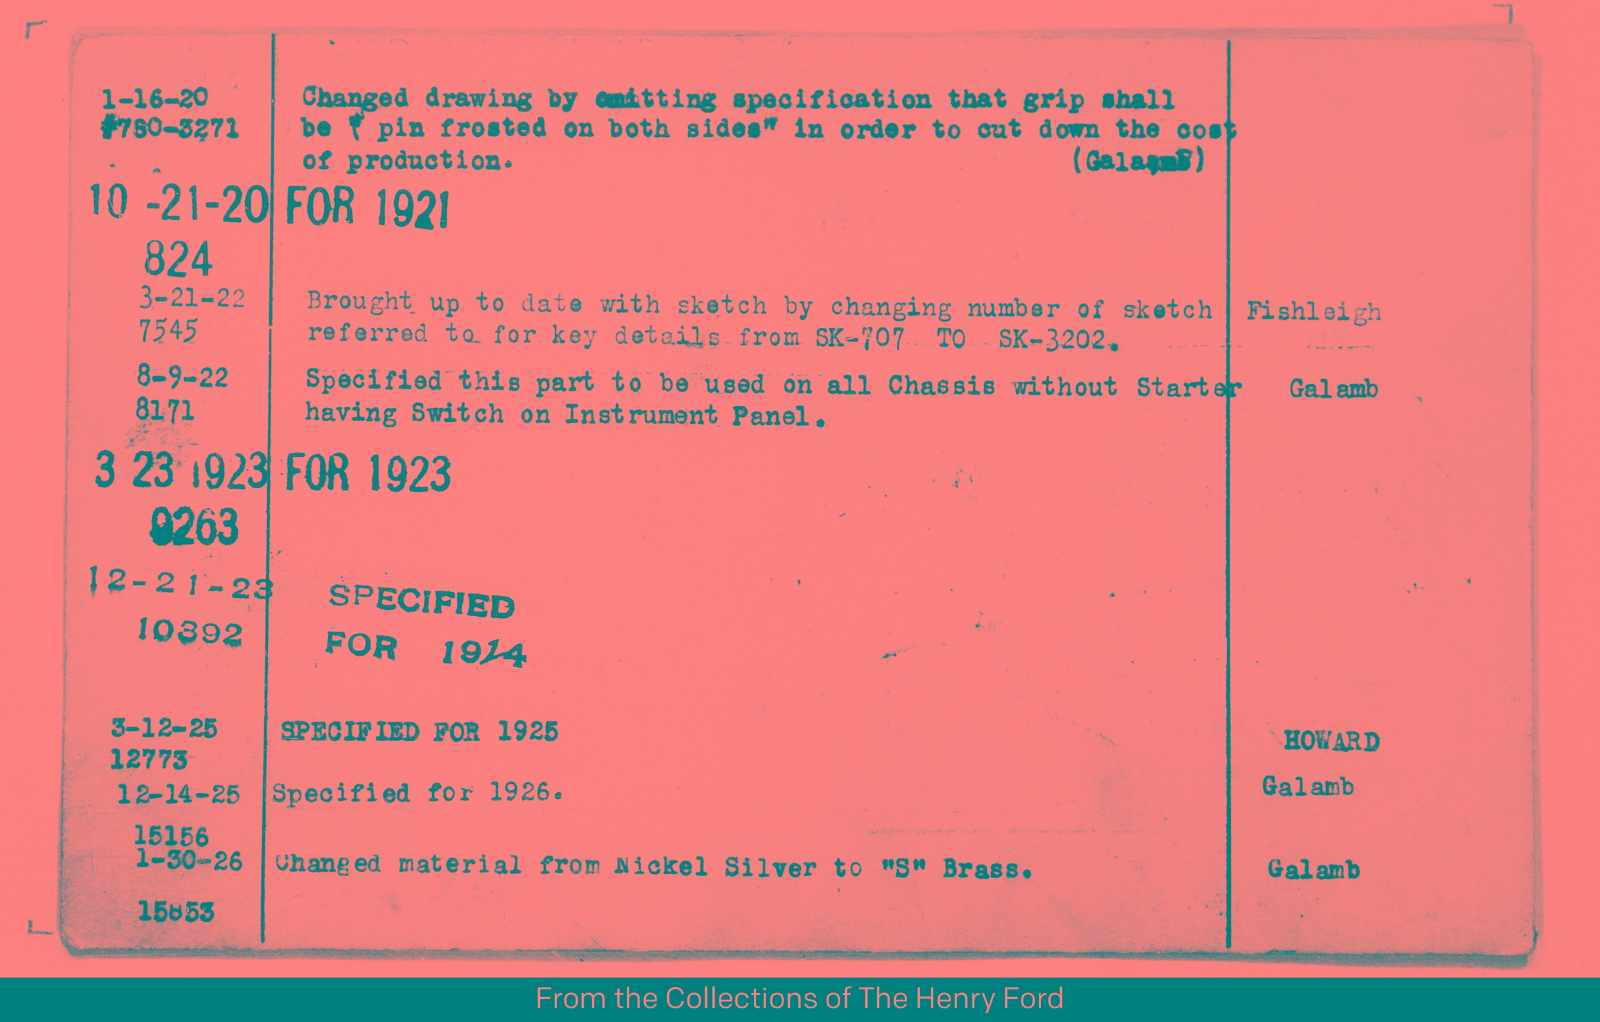 1-16-20 Changed drawing by omitting specification that grip shall
#780-3271 be " pin frosted on both sides" in order to cut down the cost
of production. (Galamb)
10-21-20 FOR 1921
824
3-21-22 Brought up to date with sketch by changing number of sketch Fishleigh
7545 referred to for key details from SK-707 TO SK-3202.
8-9-22 Specified this part to be used on all Chassis without Starter Galamb
8171 having Switch on Instrument Panel.
3 23 1923 FOR 1923
9263
12-21-23 SPECIFIED
10392 FOR 1924
3-12-25 SPECIFIED FOR 1925 HOWARD
12773
12-14-25 Specified for 1926. Galamb
15156
1-30-26 Changed material from Nickel Silver to "S" Brass. Galamb
15853
From the Collections of The Henry Ford